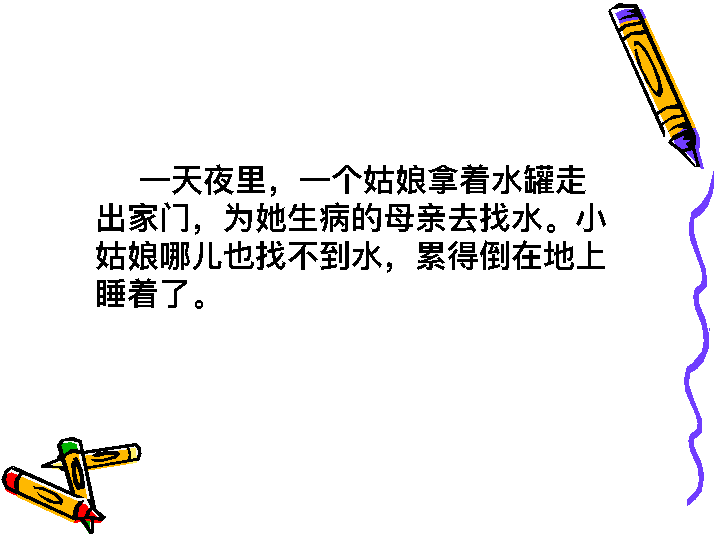 一天夜里，一个姑娘拿着水罐走
出家门，为她生病的母亲去找水。小
姑娘哪儿也找不到水，累得倒在地上
睡着了。